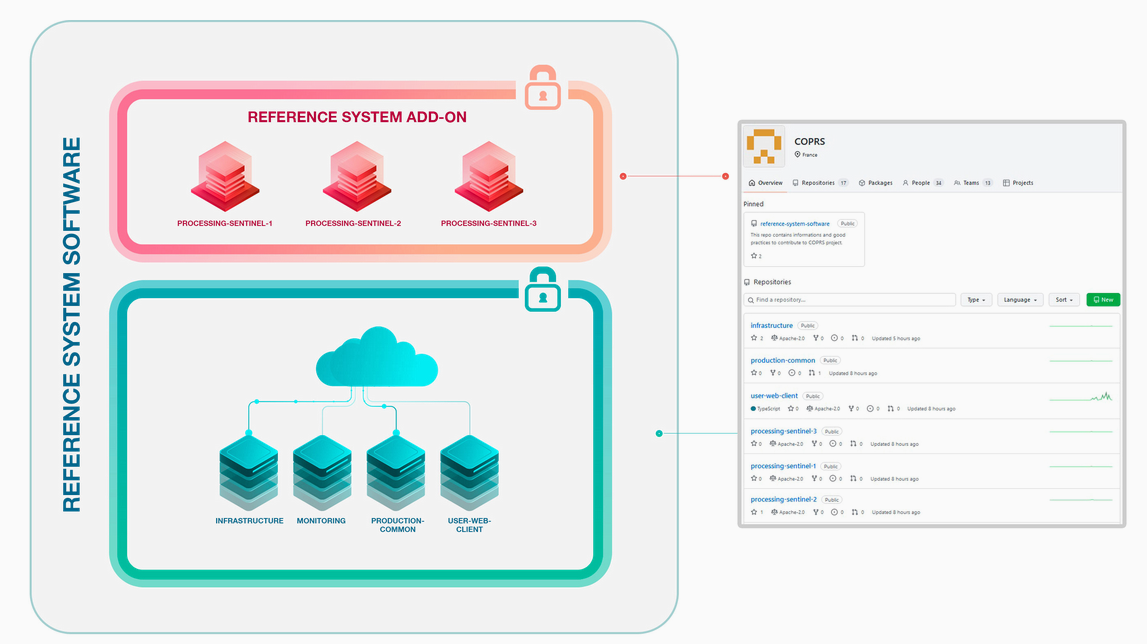 REFERENCE SYSTEM SOFTWARE
REFERENCE SYSTEM ADD-ON
PROCESSING-SENTINEL-1
PROCESSING-SENTINEL-2
PROCESSING-SENTINEL-3
INFRASTRUCTURE
MONITORING
PRODUCTION-
COMMON
USER-WEB-
CLIENT
COPRS
France
Overview
Repositories 17
Packages
People 34
Teams 13
Projects
Pinned
reference-system-software Public
This repo contains informations and good
practices to contribute to COPRS project.
2
Repositories
Find a repository...
Type
Language
Sort
New
infrastructure Public
2 Apache-2.0 0 0 0 Updated 5 hours ago
production-common Public
0 0 0 1 Updated 8 hours ago
user-web-client Public
TypeScript 0 Apache-2.0 0 0 0 Updated 8 hours ago
processing-sentinel-3 Public
0 Apache-2.0 0 0 0 Updated 8 hours ago
processing-sentinel-1 Public
0 Apache-2.0 0 0 0 Updated 8 hours ago
processing-sentinel-2 Public
1 Apache-2.0 0 0 0 Updated 8 hours ago